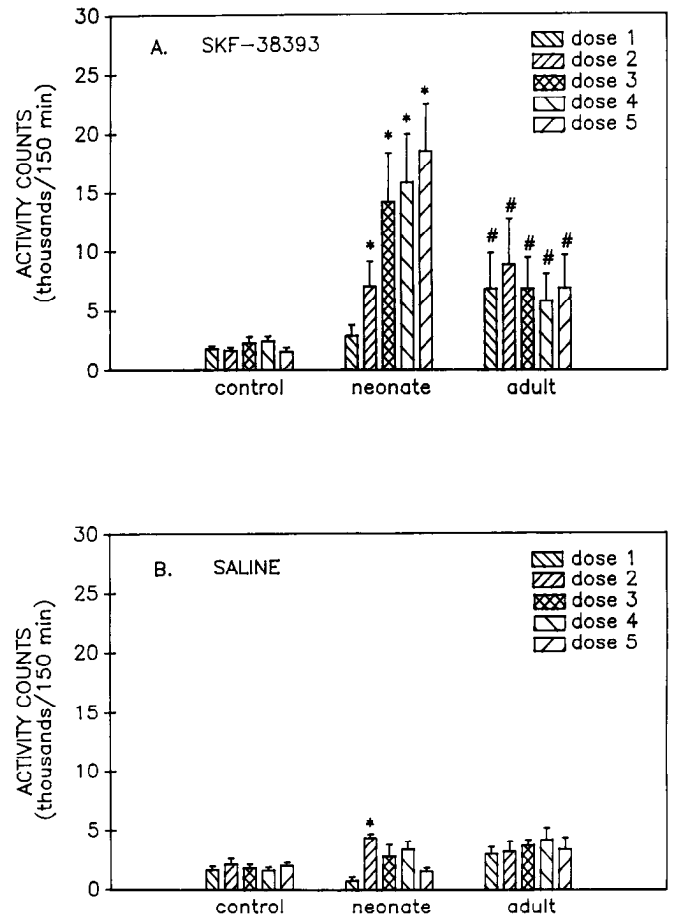 A. SKF-38393
dose 1
dose 2
dose 3
dose 4
dose 5
ACTIVITY COUNTS
(thousands/150 min)
30
25
20
15
10
5
0
* * * *
# # # # #
control neonate adult
B. SALINE
dose 1
dose 2
dose 3
dose 4
dose 5
ACTIVITY COUNTS
(thousands/150 min)
30
25
20
15
10
5
0
*
control neonate adult